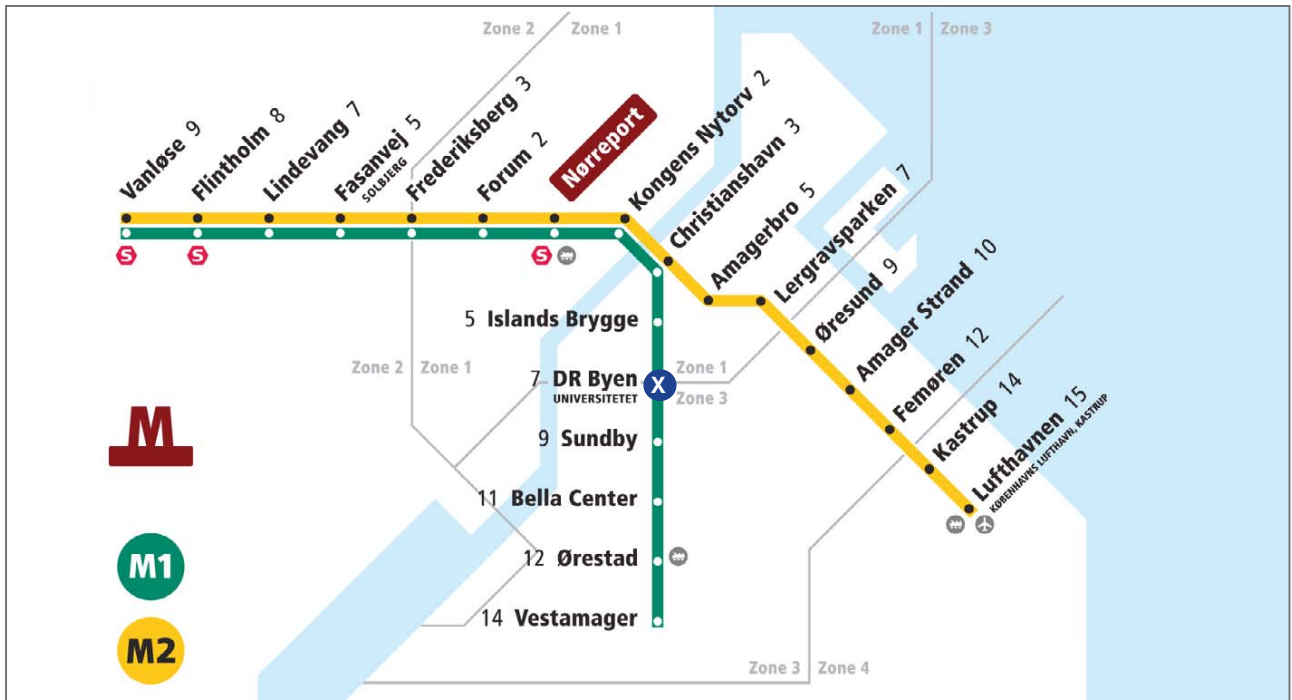 Zone 2 Zone 1
Zone 1 Zone 3
Vanløse 9
Flintholm 8
Lindevang 7
Fasanvej 5
SOLBJERG
Frederiksberg 3
Forum 2
Nørreport
Kongens Nytorv 2
Christianshavn 3
Amagerbro 5
Lergravsparken 7
Øresund 9
Amager Strand 10
Femøren 12
Kastrup 14
Lufthavnen 15
KØBENHAVNS LUFTHAVN, KASTRUP
S
S
S
5 Islands Brygge
Zone 2 Zone 1
Zone 1
Zone 3
7 DR Byen
UNIVERSITETET
X
9 Sundby
11 Bella Center
12 Ørestad
14 Vestamager
M
M1
M2
Zone 3 Zone 4